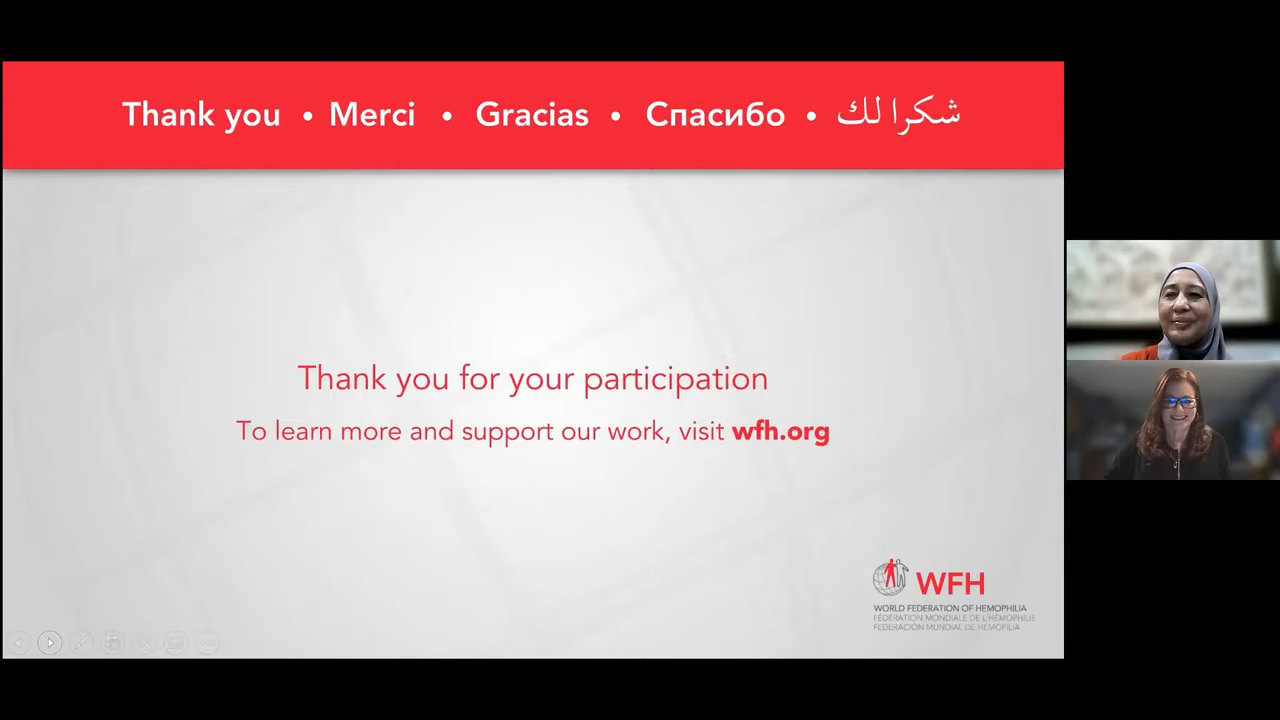 Thank you • Merci • Gracias • Спасибо • شكرا لك
Thank you for your participation
To learn more and support our work, visit wfh.org
WFH
WORLD FEDERATION OF HEMOPHILIA
FÉDÉRATION MONDIALE DE L'HÉMOPHILIE
FEDERACIÓN MUNDIAL DE HEMOFILIA